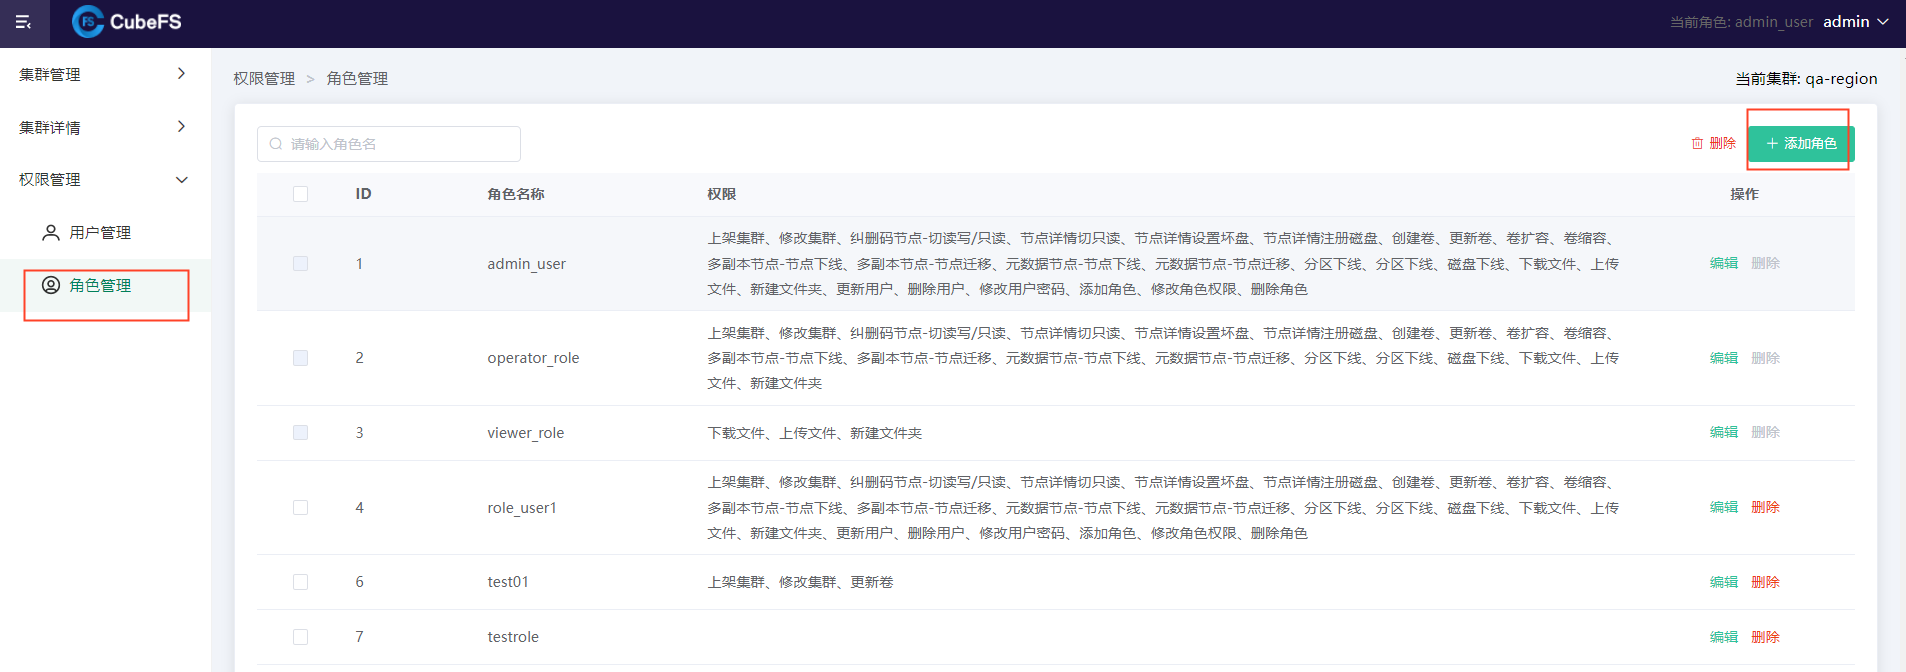 CubeFS
当前角色: admin_user admin
集群管理
集群详情
权限管理
用户管理
角色管理
权限管理 > 角色管理
当前集群: qa-region
请输入角色名
删除
添加角色
ID 角色名称 权限 操作
上架集群、修改集群、纠删码节点-切读写/只读、节点详情切只读、节点详情设置坏盘、节点详情注册磁盘、创建卷、更新卷、卷扩容、卷缩容、
1 admin_user 多副本节点-节点下线、多副本节点-节点迁移、元数据节点-节点下线、元数据节点-节点迁移、分区下线、分区下线、磁盘下线、下载文件、上传 编辑 删除
文件、新建文件夹、更新用户、删除用户、修改用户密码、添加角色、修改角色权限、删除角色
上架集群、修改集群、纠删码节点-切读写/只读、节点详情切只读、节点详情设置坏盘、节点详情注册磁盘、创建卷、更新卷、卷扩容、卷缩容、
2 operator_role 多副本节点-节点下线、多副本节点-节点迁移、元数据节点-节点下线、元数据节点-节点迁移、分区下线、分区下线、磁盘下线、下载文件、上传 编辑 删除
文件、新建文件夹
3 viewer_role 下载文件、上传文件、新建文件夹 编辑 删除
上架集群、修改集群、纠删码节点-切读写/只读、节点详情切只读、节点详情设置坏盘、节点详情注册磁盘、创建卷、更新卷、卷扩容、卷缩容、
4 role_user1 多副本节点-节点下线、多副本节点-节点迁移、元数据节点-节点下线、元数据节点-节点迁移、分区下线、分区下线、磁盘下线、下载文件、上传 编辑 删除
文件、新建文件夹、更新用户、删除用户、修改用户密码、添加角色、修改角色权限、删除角色
6 test01 上架集群、修改集群、更新卷 编辑 删除
7 testrole 编辑 删除